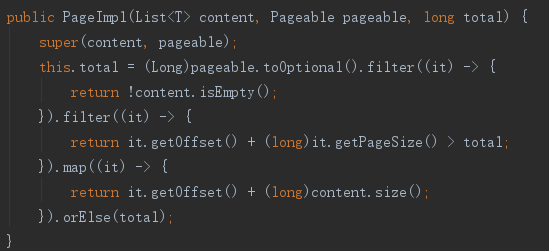 public PageImpl(List<T> content, Pageable pageable, long total) {
    super(content, pageable);
    this.total = (Long)pageable.toOptional().filter((it) -> {
        return !content.isEmpty();
    }).filter((it) -> {
        return it.getOffset() + (long)it.getPageSize() > total;
    }).map((it) -> {
        return it.getOffset() + (long)content.size();
    }).orElse(total);
}